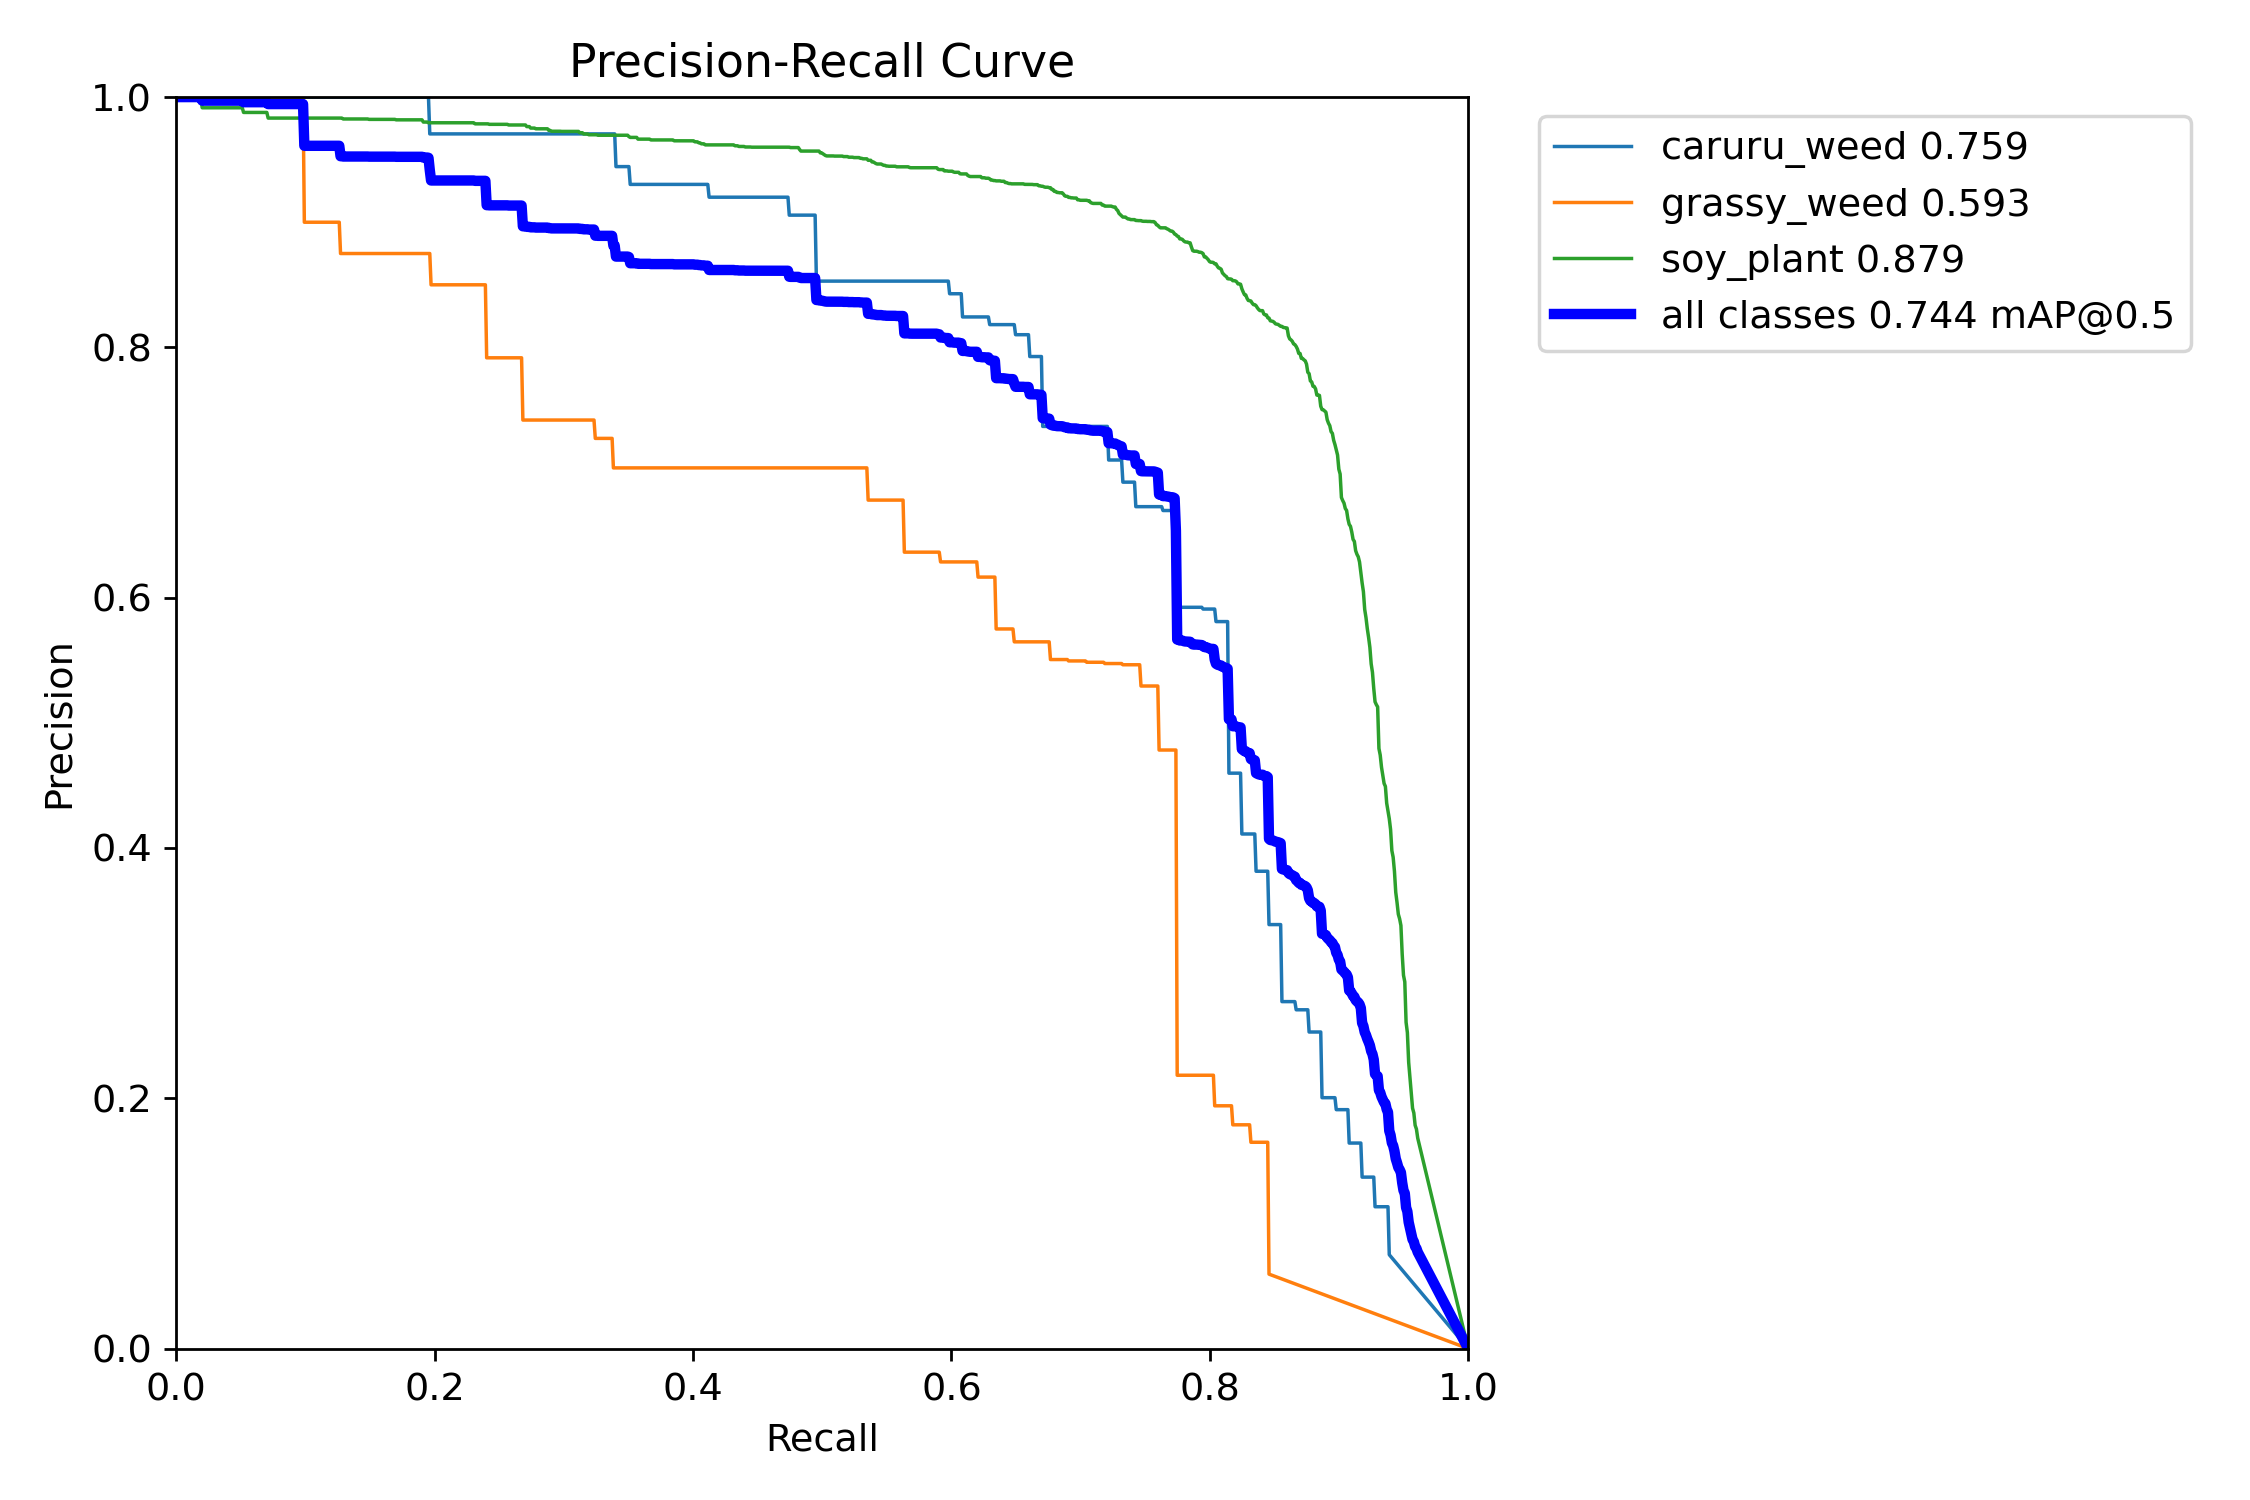 Precision-Recall Curve
1.0
0.8
0.6
0.4
0.2
0.0
Precision
0.0 0.2 0.4 0.6 0.8 1.0
Recall
caruru_weed 0.759
grassy_weed 0.593
soy_plant 0.879
all classes 0.744 mAP@0.5